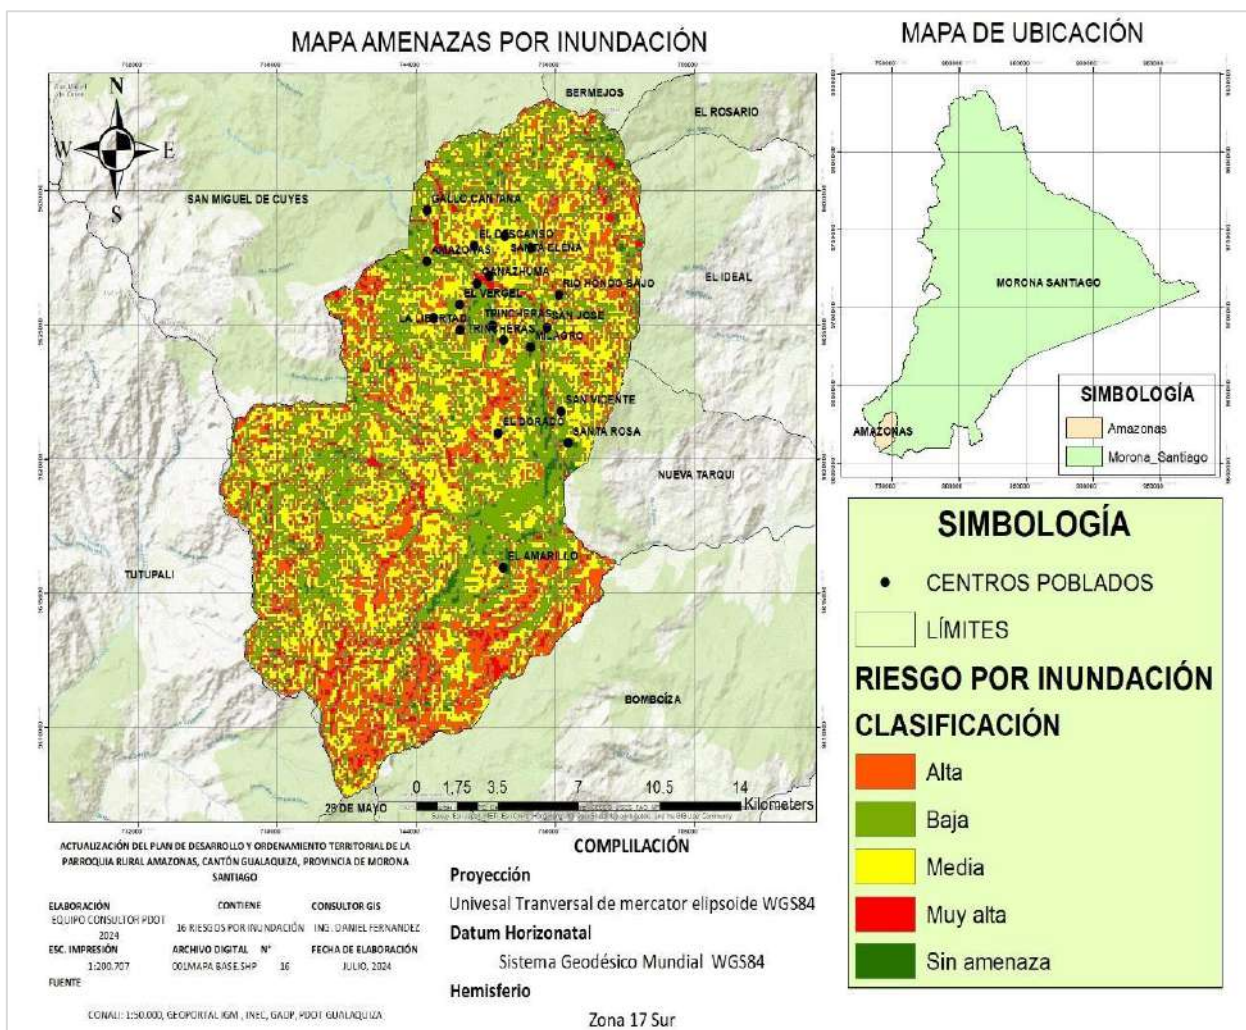 MAPA AMENAZAS POR INUNDACIÓN
N
W
E
S
BERMEJOS
EL ROSARIO
SAN MIGUEL DE CUYES
GALLO CANTANA
EL DESCANSO
AMAZONAS
SANTA ELENA
GANAZHUMA
EL IDEAL
RIO HONDO BAJO
EL VERGEL
LA LIBERTAD
TRINCHERAS
SAN JOSE
TRINCHERAS
MILAGRO
SAN VICENTE
EL DORADO
SANTA ROSA
NUEVA TARQUI
EL AMARILLO
TUTUPALI
BOMBOÍZA
28 DE MAYO
0 1,75 3.5 7 10.5 14
Kilometers
MAPA DE UBICACIÓN
MORONA SANTIAGO
AMAZONAS
SIMBOLOGÍA
Amazonas
Morona_Santiago
SIMBOLOGÍA
CENTROS POBLADOS
LÍMITES
RIESGO POR INUNDACIÓN
CLASIFICACIÓN
Alta
Baja
Media
Muy alta
Sin amenaza
ACTUALIZACIÓN DEL PLAN DE DESARROLLO Y ORDENAMIENTO TERRITORIAL DE LA
PARROQUIA RURAL AMAZONAS, CANTÓN GUALAQUIZA, PROVINCIA DE MORONA
SANTIAGO
ELABORACIÓN CONTIENE CONSULTOR GIS
EQUIPO CONSULTOR PDOT
2024
16 RIESGOS POR INUNDACIÓN ING. DANIEL FERNANDEZ
ESC. IMPRESIÓN ARCHIVO DIGITAL N° FECHA DE ELABORACIÓN
1:200.707 001MAPA BASE.SHP 16 JULIO, 2024
FUENTE
CONALI: 1:50.000, GEOPORTAL IGM , INEC, GADP, PDOT GUALAQUIZA
COMPLILACIÓN
Proyección
Univesal Tranversal de mercator elipsoide WGS84
Datum Horizonatal
Sistema Geodésico Mundial WGS84
Hemisferio
Zona 17 Sur